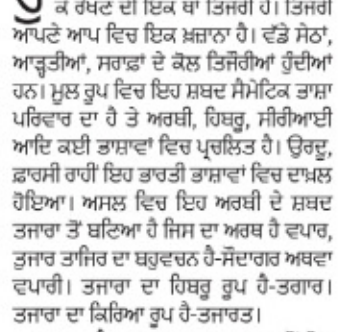 ਕ ਰੱਖਣ ਦੀ ਇਕ ਥਾਂ ਤਿਜੌਰੀ ਹੈ। ਤਿਜੌਰੀ
ਆਪਣੇ ਆਪ ਵਿਚ ਇਕ ਖ਼ਜ਼ਾਨਾ ਹੈ। ਵੱਡੇ ਸੇਠਾਂ,
ਆੜ੍ਹਤੀਆਂ, ਸਰਾਫ਼ਾਂ ਦੇ ਕੋਲ ਤਿਜੌਰੀਆਂ ਹੁੰਦੀਆਂ
ਹਨ। ਮੂਲ ਰੂਪ ਵਿਚ ਇਹ ਸ਼ਬਦ ਸੈਮੇਟਿਕ ਭਾਸ਼ਾ
ਪਰਿਵਾਰ ਦਾ ਹੈ ਤੇ ਅਰਬੀ, ਹਿਬਰੂ, ਸੀਰੀਆਈ
ਆਦਿ ਕਈ ਭਾਸ਼ਾਵਾਂ ਵਿਚ ਪ੍ਰਚਲਿਤ ਹੈ। ਉਰਦੂ,
ਫ਼ਾਰਸੀ ਰਾਹੀਂ ਇਹ ਭਾਰਤੀ ਭਾਸ਼ਾਵਾਂ ਵਿਚ ਦਾਖ਼ਲ
ਹੋਇਆ। ਅਸਲ ਵਿਚ ਇਹ ਅਰਬੀ ਦੇ ਸ਼ਬਦ
ਤਜਾਰਾ ਤੋਂ ਬਣਿਆ ਹੈ ਜਿਸ ਦਾ ਅਰਥ ਹੈ ਵਪਾਰ,
ਤੁਜਾਰ ਤਾਜਿਰ ਦਾ ਬਹੁਵਚਨ ਹੈ-ਸੌਦਾਗਰ ਅਥਵਾ
ਵਪਾਰੀ। ਤਜਾਰਾ ਦਾ ਹਿਬਰੂ ਰੂਪ ਹੈ-ਤਗਾਰ।
ਤਜਾਰਾ ਦਾ ਕਿਰਿਆ ਰੂਪ ਹੈ-ਤਜਾਰਤ।